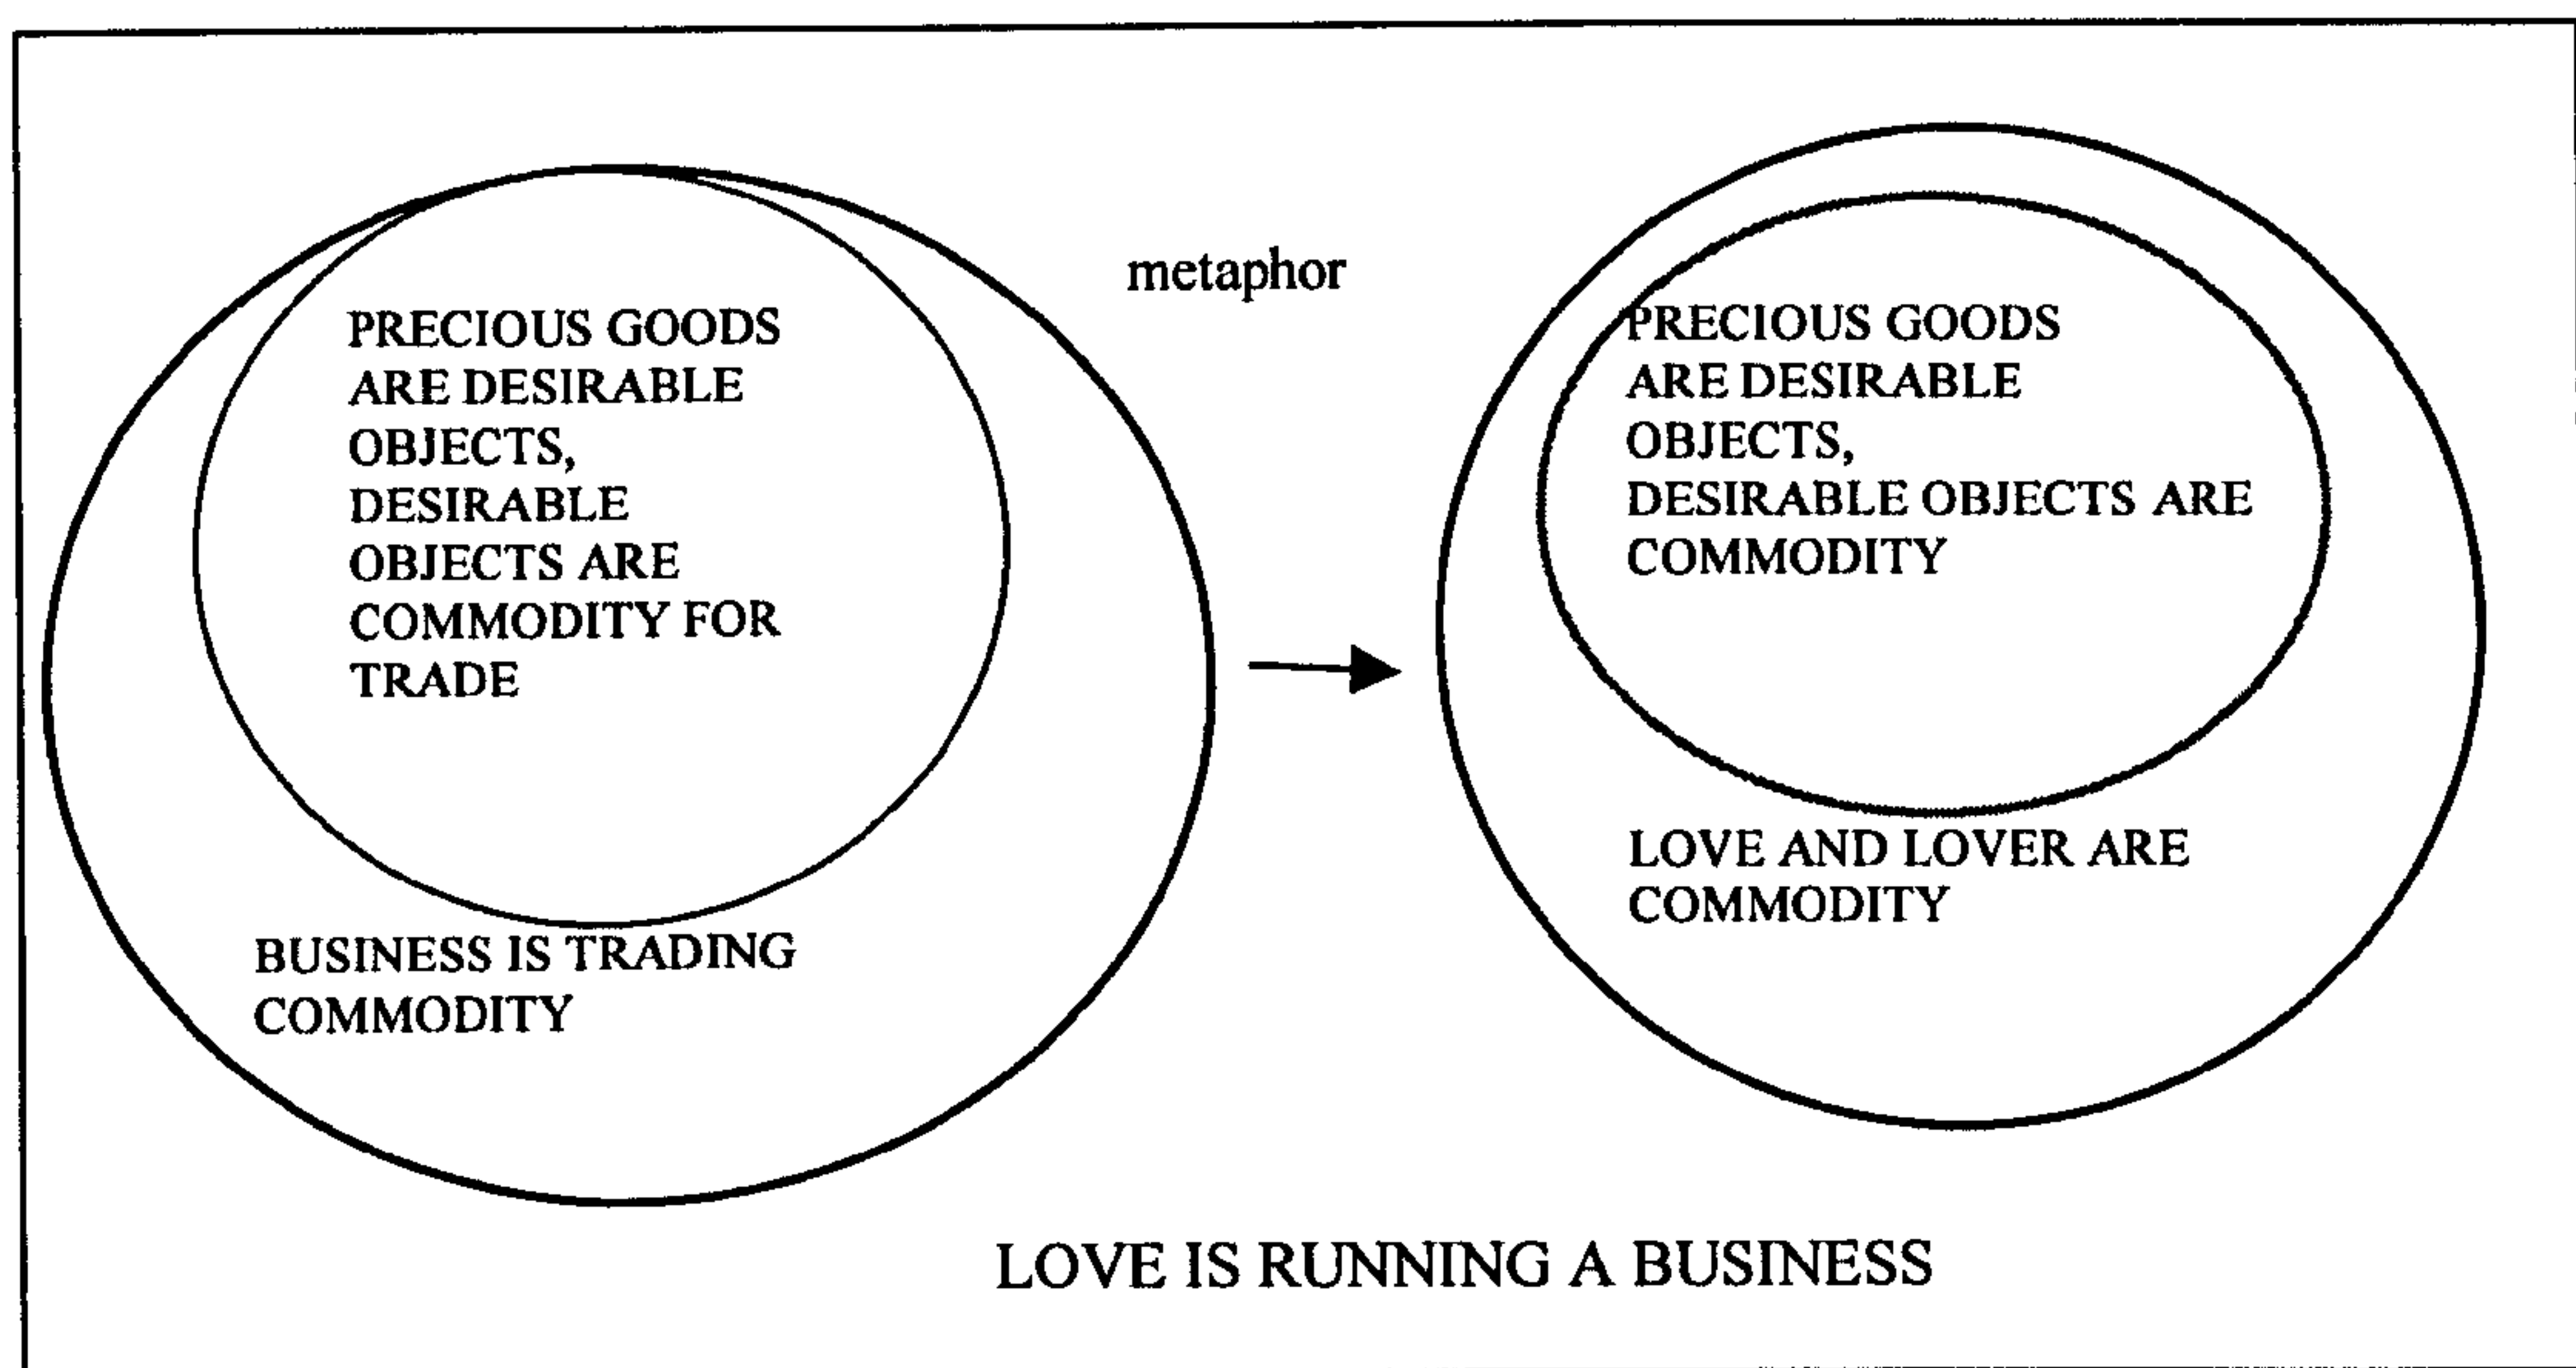 metaphor
PRECIOUS GOODS
ARE DESIRABLE
OBJECTS,
DESIRABLE
OBJECTS ARE
COMMODITY FOR
TRADE
BUSINESS IS TRADING
COMMODITY
PRECIOUS GOODS
ARE DESIRABLE
OBJECTS,
DESIRABLE OBJECTS ARE
COMMODITY
LOVE AND LOVER ARE
COMMODITY
LOVE IS RUNNING A BUSINESS